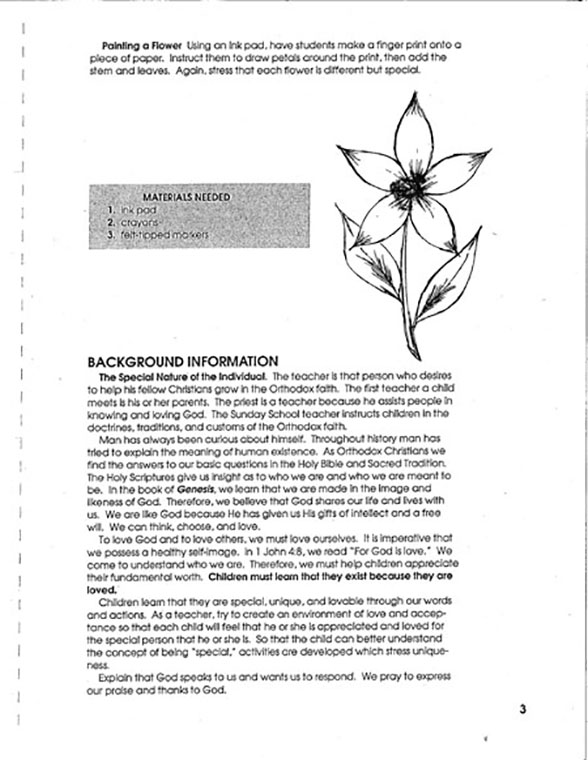 Painting a Flower Using an ink pad, have students make a finger print onto a
piece of paper. Instruct them to draw petals around the print, then add the
stem and leaves. Again, stress that each flower is different but special.
MATERIALS NEEDED
1. ink pad
2. crayons
3. felt-tipped markers
BACKGROUND INFORMATION
The Special Nature of the Individual. The teacher is that person who desires
to help his fellow Christians grow in the Orthodox faith. The first teacher a child
meets is his or her parents. The priest is a teacher because he assists people in
knowing and loving God. The Sunday School teacher instructs children in the
doctrines, traditions, and customs of the Orthodox faith.
Man has always been curious about himself. Throughout history man has
tried to explain the meaning of human existence. As Orthodox Christians we
find the answers to our basic questions in the Holy Bible and Sacred Tradition.
The Holy Scriptures give us insight as to who we are and who we are meant to
be. In the book of Genesis, we learn that we are made in the image and
likeness of God. Therefore, we believe that God shares our life and lives with
us. We are like God because He has given us His gifts of intellect and a free
will. We can think, choose, and love.
To love God and to love others, we must love ourselves. It is imperative that
we possess a healthy self-image. In 1 John 4:8, we read "For God is love." We
come to understand who we are. Therefore, we must help children appreciate
their fundamental worth. Children must learn that they exist because they are
loved.
Children learn that they are special, unique, and lovable through our words
and actions. As a teacher, try to create an environment of love and accep-
tance so that each child will feel that he or she is appreciated and loved for
the special person that he or she is. So that the child can better understand
the concept of being "special," activities are developed which stress unique-
ness.
Explain that God speaks to us and wants us to respond. We pray to express
our praise and thanks to God.
3